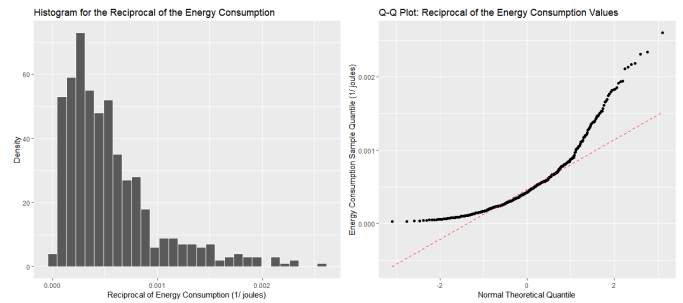 Histogram for the Reciprocal of the Energy Consumption
Density
60
40
20
0
0.000
0.001
0.002
Reciprocal of Energy Consumption (1/ joules)
Q-Q Plot: Reciprocal of the Energy Consumption Values
Energy Consumption Sample Quantile (1/ joules)
0.002
0.001
0.000
-2
0
2
Normal Theoretical Quantile